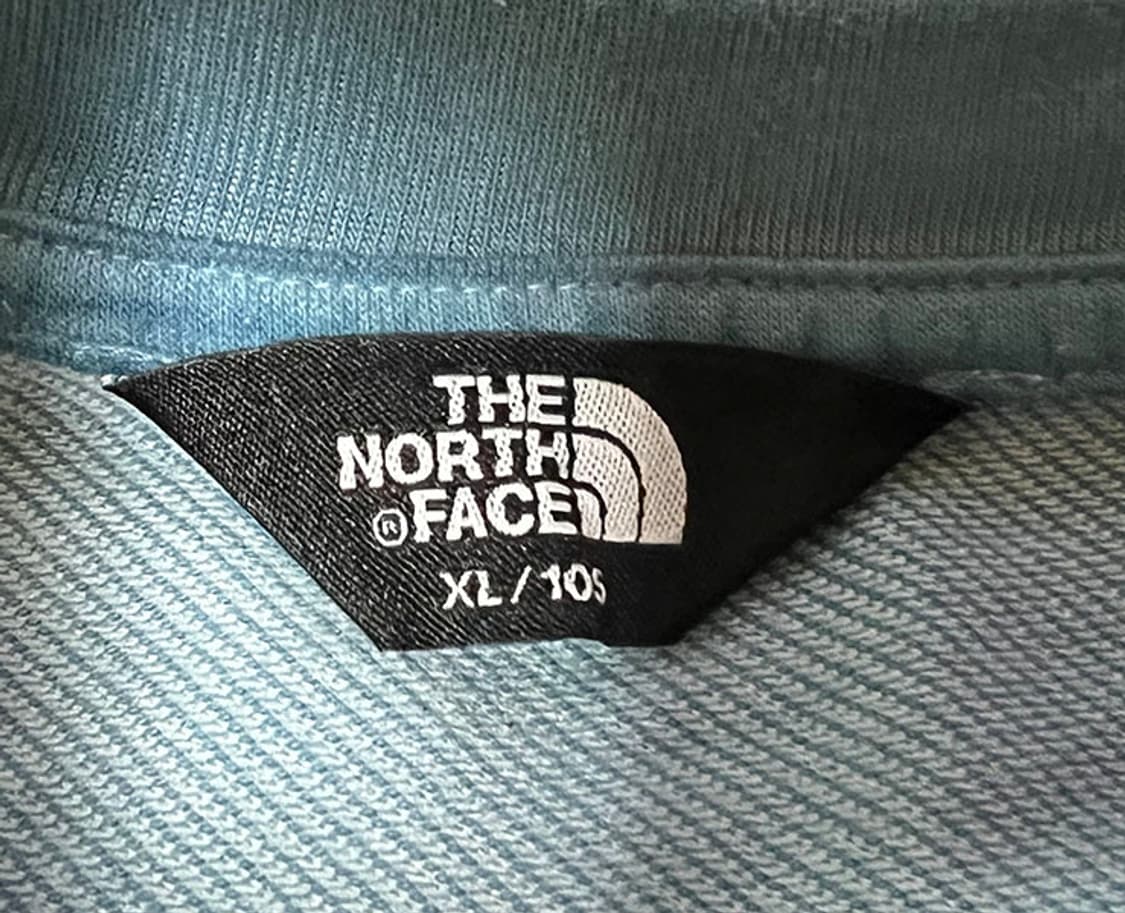 THE
NORTH
®FACE
XL/105